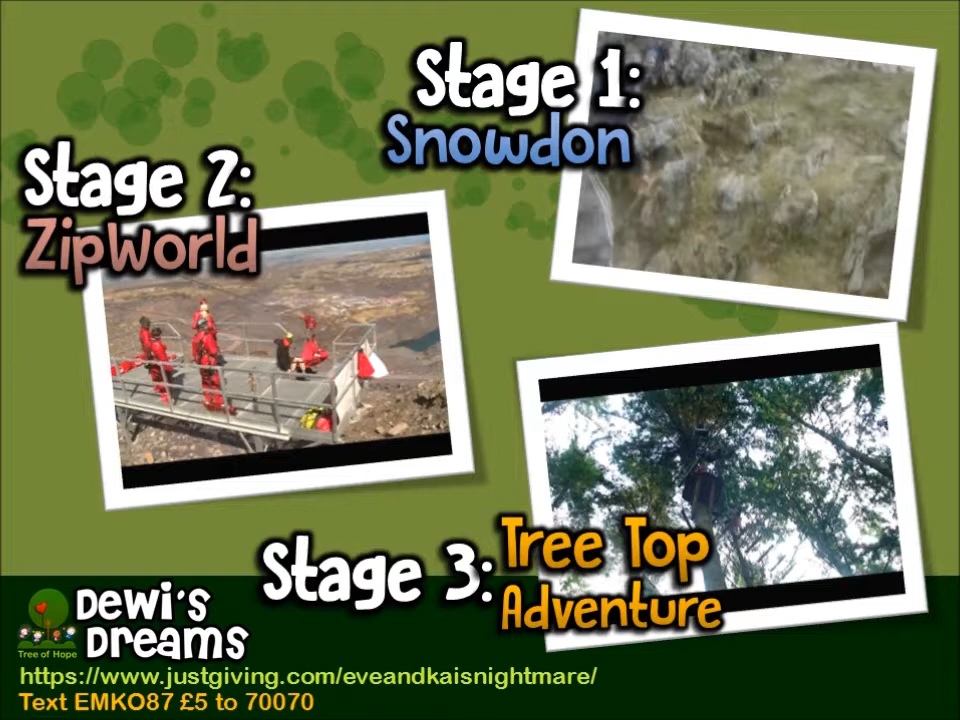 Stage 1:
Snowdon
Stage 2:
ZipWorld
Stage 3:
Tree Top
Adventure
Dewi's
Dreams
Tree of Hope
https://www.justgiving.com/eveandkaisnightmare/
Text EMKO87 £5 to 70070